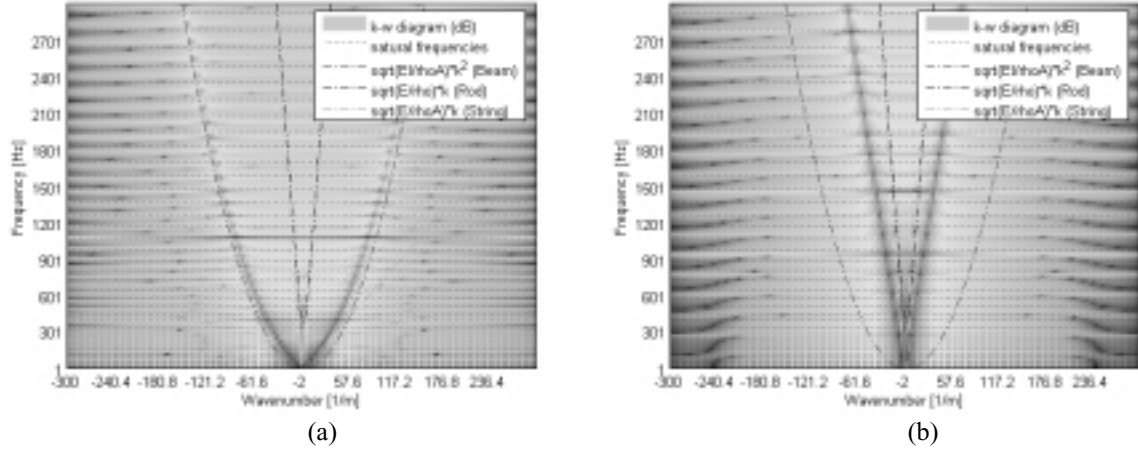 2701
2401
2101
1801
1501
1201
901
601
301
1
Frequency [Hz]
-300 -240.4 -180.8 -121.2 -61.6 -2 57.6 117.2 176.8 236.4
Wavenumber [1/m]
k-w diagram (dB)
natural frequencies
sqrt(EI/rhoA)*k^2 (Beam)
sqrt(E/rho)*k (Rod)
sqrt(E/rhoA)*k (String)
(a)
2701
2401
2101
1801
1501
1201
901
601
301
1
Frequency [Hz]
-300 -240.4 -180.8 -121.2 -61.6 -2 57.6 117.2 176.8 236.4
Wavenumber [1/m]
k-w diagram (dB)
natural frequencies
sqrt(EI/rhoA)*k^2 (Beam)
sqrt(E/rho)*k (Rod)
sqrt(E/rhoA)*k (String)
(b)